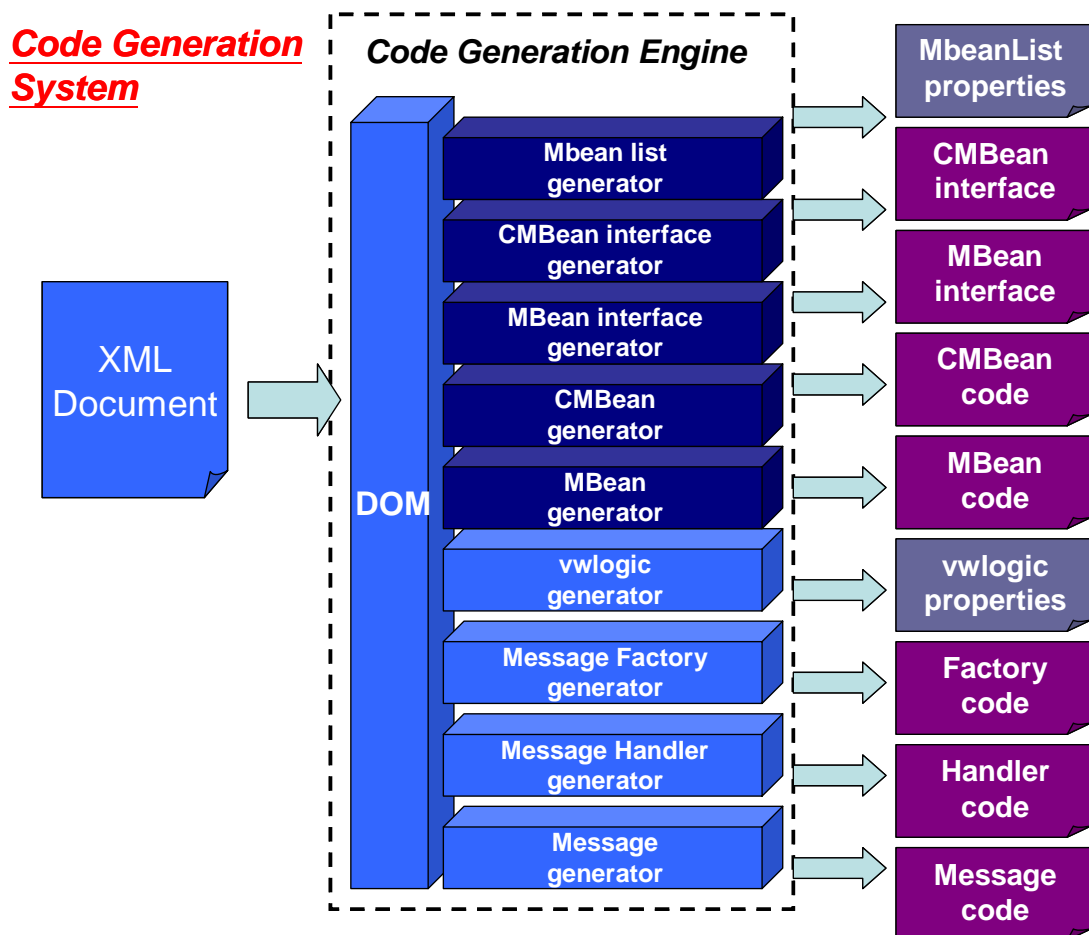 Code Generation
System
Code Generation Engine
XML
Document
DOM
Mbean list
generator
CMBean interface
generator
MBean interface
generator
CMBean
generator
MBean
generator
vwlogic
generator
Message Factory
generator
Message Handler
generator
Message
generator
MbeanList
properties
CMBean
interface
MBean
interface
CMBean
code
MBean
code
vwlogic
properties
Factory
code
Handler
code
Message
code